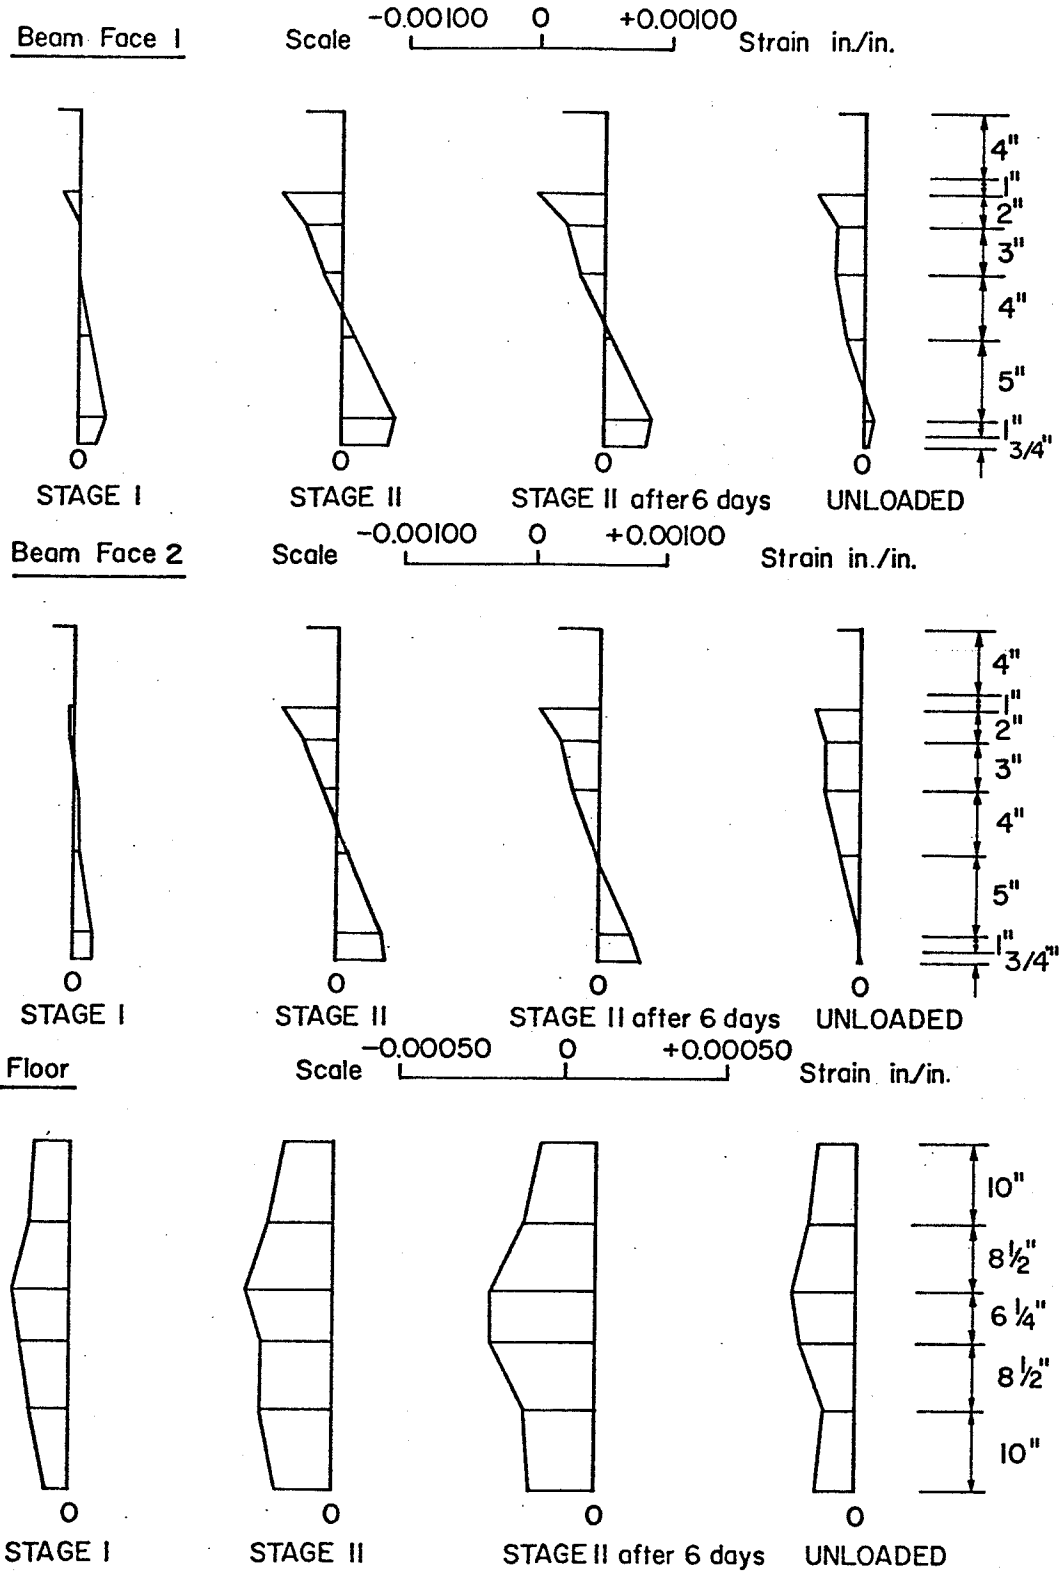 -0.00100 0 +0.00100
Beam Face 1 Scale Strain in./in.
4"
1"
2"
3"
4"
5"
1"
3/4"
0 0 0 0
STAGE I STAGE II STAGE II after 6 days UNLOADED
-0.00100 0 +0.00100
Beam Face 2 Scale Strain in./in.
4"
1"
2"
3"
4"
5"
1"
3/4"
0 0 0 0
STAGE I STAGE II STAGE II after 6 days UNLOADED
-0.00050 0 +0.00050
Floor Scale Strain in./in.
10"
8 1/2"
6 1/4"
8 1/2"
10"
0 0 0 0
STAGE I STAGE II STAGE II after 6 days UNLOADED